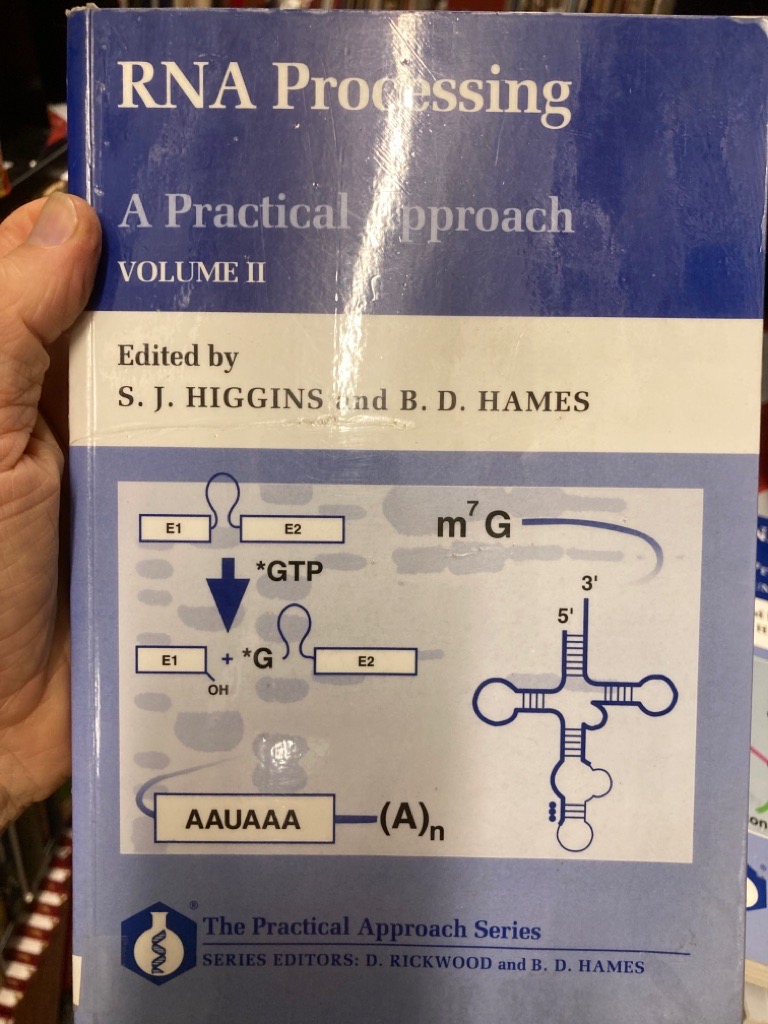 RNA Processing
A Practical Approach
VOLUME II
Edited by
S. J. HIGGINS and B. D. HAMES
E1 E2
*GTP
m⁷G
3'
5'
E1 + *G E2
OH
AAUAAA (A)n
®
The Practical Approach Series
SERIES EDITORS: D. RICKWOOD and B. D. HAMES
on